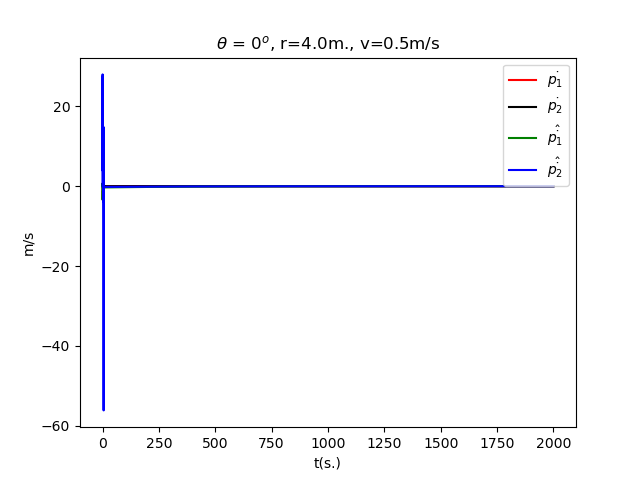 θ = 0ᵒ, r=4.0m., v=0.5m/s
ṗ₁
ṗ₂
ṗ̂₁
ṗ̂₂
20
0
−20
−40
−60
m/s
0 250 500 750 1000 1250 1500 1750 2000
t(s.)